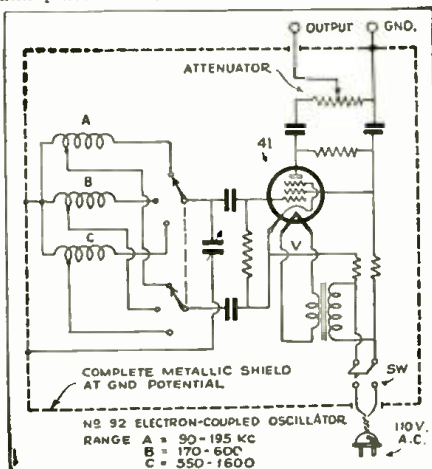 OUTPUT
GND.
ATTENUATOR
A
41
B
C
V
COMPLETE METALLIC SHIELD
AT GND POTENTIAL
SW
Nº 92 ELECTRON-COUPLED OSCILLATOR
RANGE A = 90-195 KC
B = 170-600
C = 550-1600
110 V.
A.C.